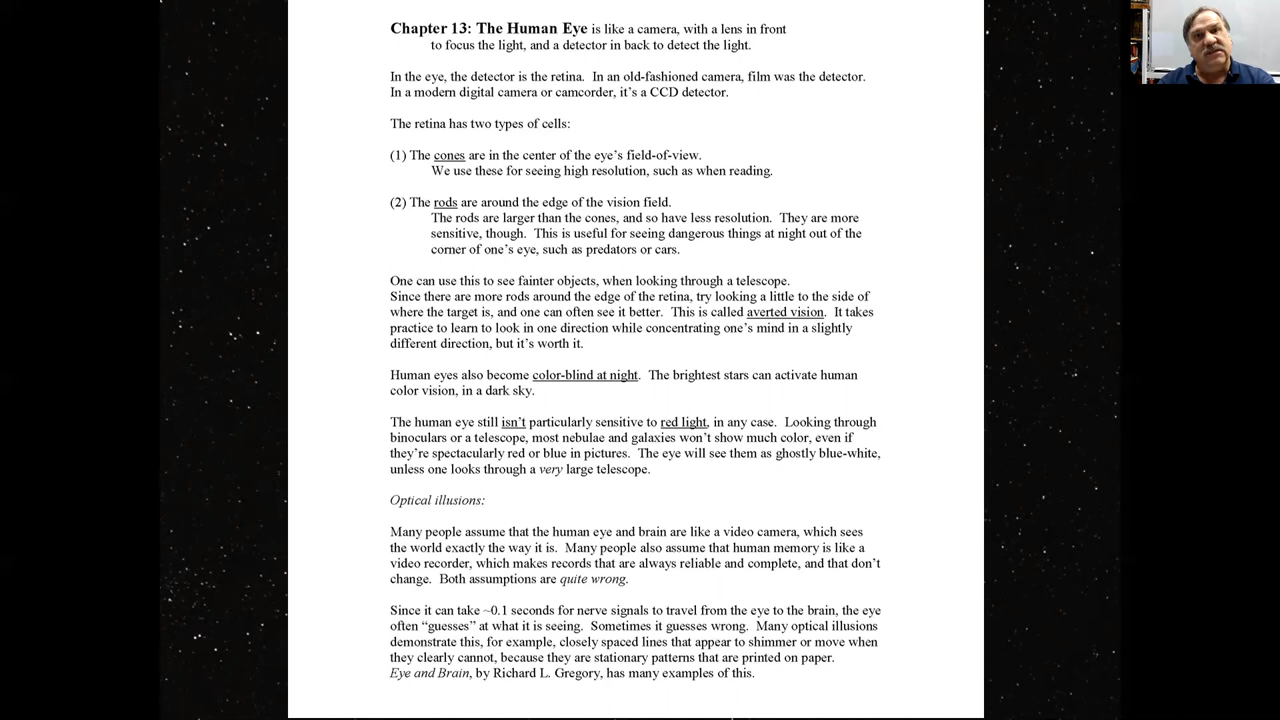 Chapter 13: The Human Eye is like a camera, with a lens in front
to focus the light, and a detector in back to detect the light.
In the eye, the detector is the retina. In an old-fashioned camera, film was the detector.
In a modern digital camera or camcorder, it's a CCD detector.
The retina has two types of cells:
(1) The cones are in the center of the eye's field-of-view.
We use these for seeing high resolution, such as when reading.
(2) The rods are around the edge of the vision field.
The rods are larger than the cones, and so have less resolution. They are more
sensitive, though. This is useful for seeing dangerous things at night out of the
corner of one's eye, such as predators or cars.
One can use this to see fainter objects, when looking through a telescope.
Since there are more rods around the edge of the retina, try looking a little to the side of
where the target is, and one can often see it better. This is called averted vision. It takes
practice to learn to look in one direction while concentrating one's mind in a slightly
different direction, but it's worth it.
Human eyes also become color-blind at night. The brightest stars can activate human
color vision, in a dark sky.
The human eye still isn't particularly sensitive to red light, in any case. Looking through
binoculars or a telescope, most nebulae and galaxies won't show much color, even if
they're spectacularly red or blue in pictures. The eye will see them as ghostly blue-white,
unless one looks through a very large telescope.
Optical illusions:
Many people assume that the human eye and brain are like a video camera, which sees
the world exactly the way it is. Many people also assume that human memory is like a
video recorder, which makes records that are always reliable and complete, and that don't
change. Both assumptions are quite wrong.
Since it can take ~0.1 seconds for nerve signals to travel from the eye to the brain, the eye
often "guesses" at what it is seeing. Sometimes it guesses wrong. Many optical illusions
demonstrate this, for example, closely spaced lines that appear to shimmer or move when
they clearly cannot, because they are stationary patterns that are printed on paper.
Eye and Brain, by Richard L. Gregory, has many examples of this.